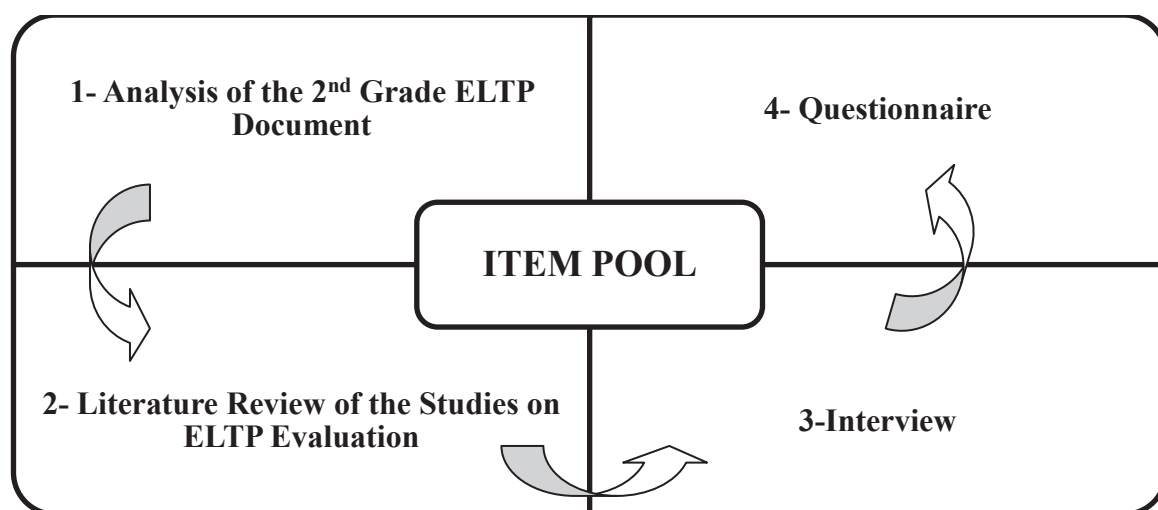 1- Analysis of the 2nd Grade ELTP
Document
4- Questionnaire
ITEM POOL
2- Literature Review of the Studies on
ELTP Evaluation
3-Interview